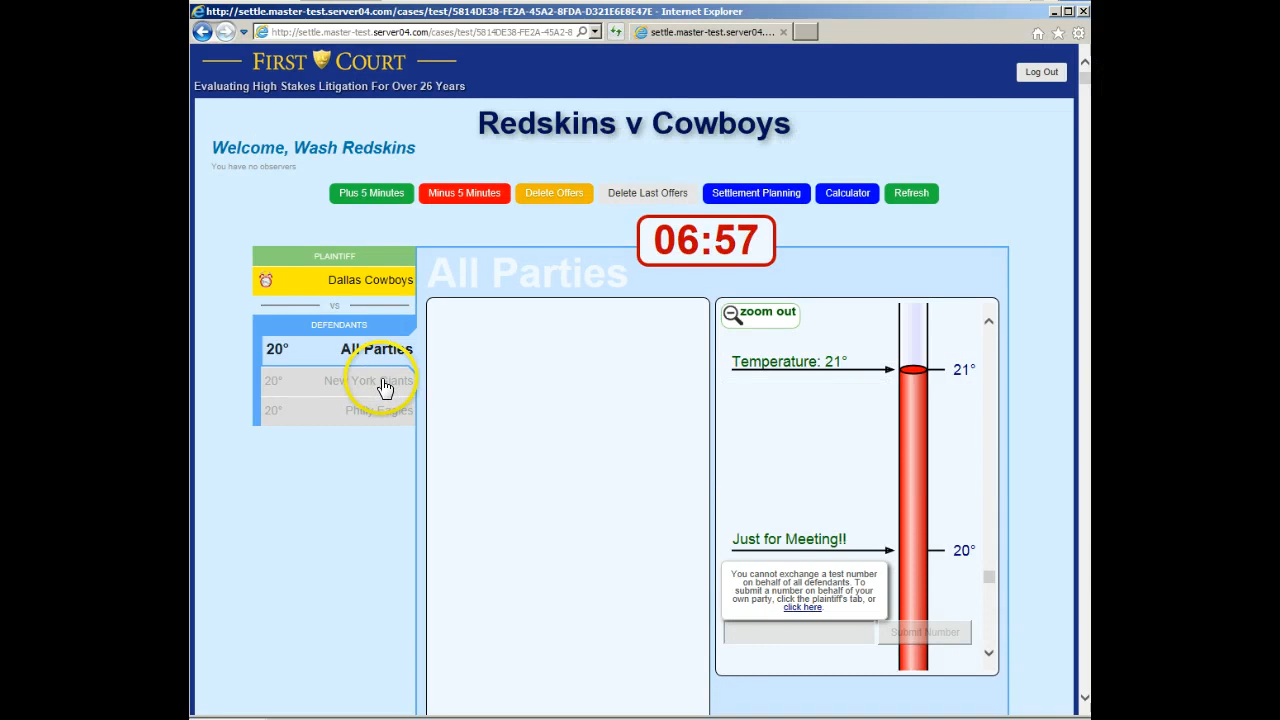 http://settle.master-test.server04.com/cases/test/5814DE38-FE2A-45A2-8FDA-D321E6E8E47E - Internet Explorer
http://settle.master-test.server04.com/cases/test/5814DE38-FE2A-45A2-8
settle.master-test.server04....
FIRST COURT
Log Out
Evaluating High Stakes Litigation For Over 26 Years
Redskins v Cowboys
Welcome, Wash Redskins
You have no observers
Plus 5 Minutes
Minus 5 Minutes
Delete Offers
Delete Last Offers
Settlement Planning
Calculator
Refresh
06:57
PLAINTIFF
Dallas Cowboys
VS
DEFENDANTS
20° All Parties
20° New York Giants
20° Philly Eagles
All Parties
zoom out
Temperature: 21°
21°
Just for Meeting!!
20°
You cannot exchange a test number
on behalf of all defendants. To
submit a number on behalf of your
own party, click the plaintiff's tab, or
click here.
Submit Number